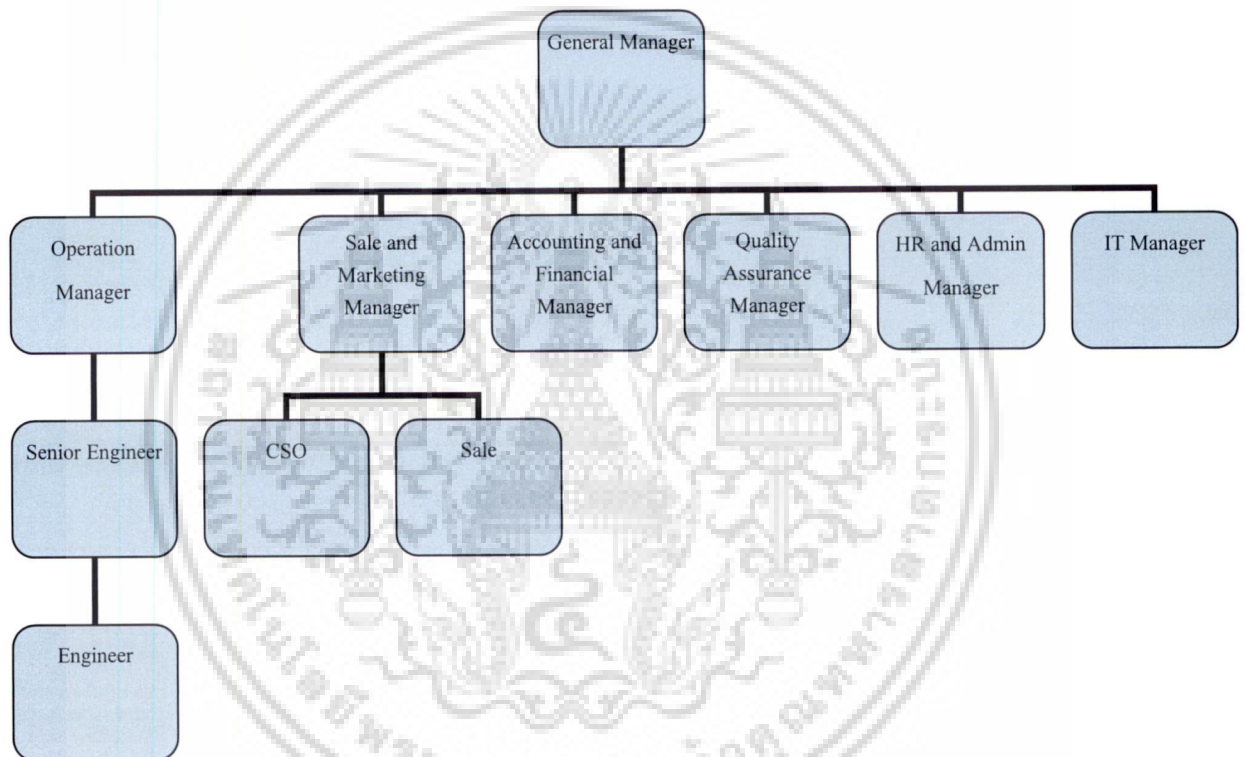 General Manager
Operation
Manager
Sale and
Marketing
Manager
Accounting and
Financial
Manager
Quality
Assurance
Manager
HR and Admin
Manager
IT Manager
Senior Engineer
CSO
Sale
Engineer